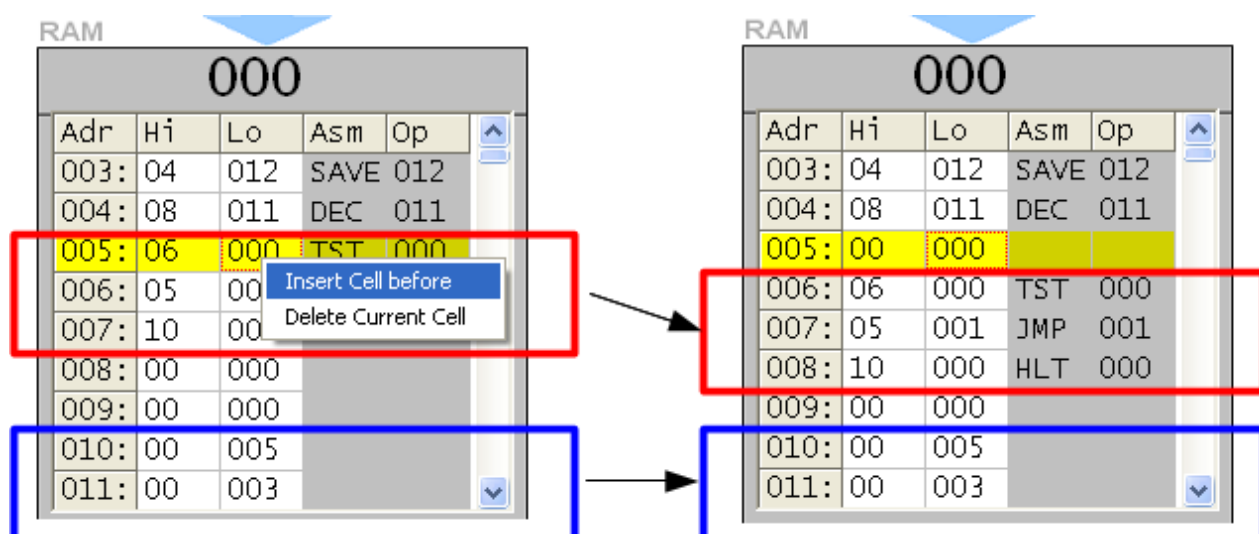 RAM
000
Adr Hi Lo Asm Op
003: 04 012 SAVE 012
004: 08 011 DEC 011
005: 06 000 TST 000
006: 05 00
007: 10 00
008: 00 000
009: 00 000
010: 00 005
011: 00 003
Insert Cell before
Delete Current Cell
RAM
000
Adr Hi Lo Asm Op
003: 04 012 SAVE 012
004: 08 011 DEC 011
005: 00 000
006: 06 000 TST 000
007: 05 001 JMP 001
008: 10 000 HLT 000
009: 00 000
010: 00 005
011: 00 003